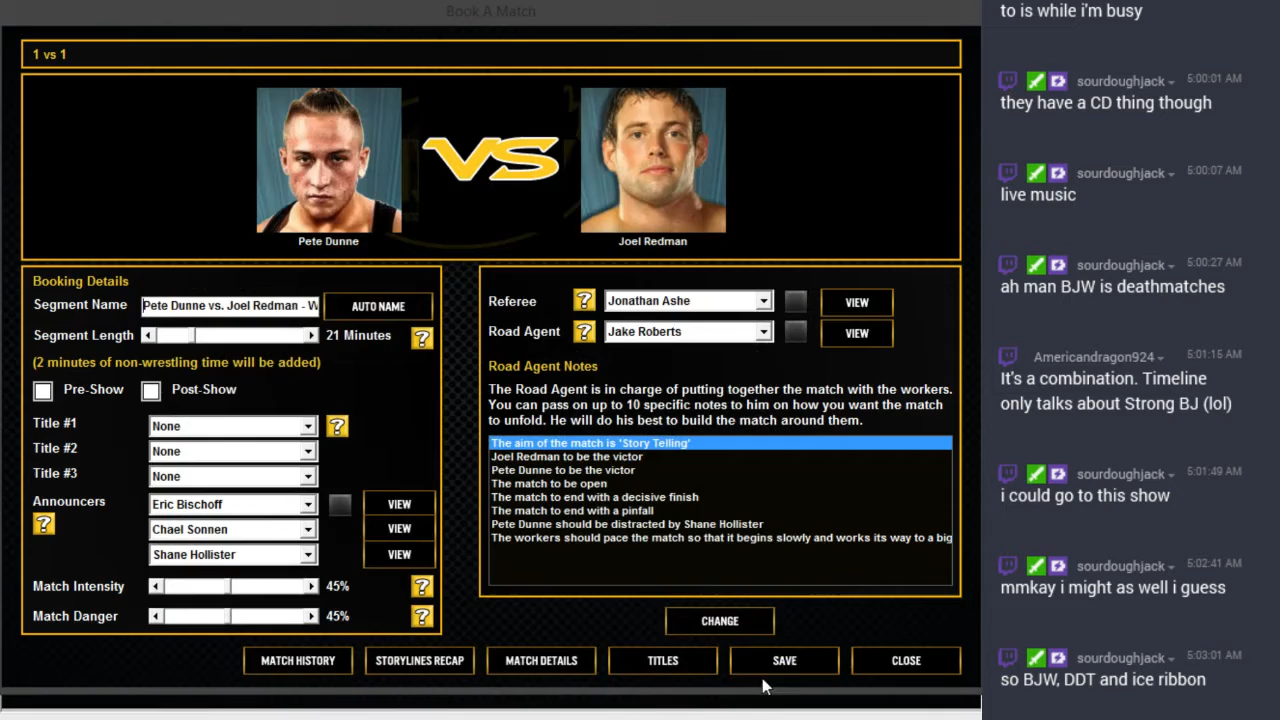 Book A Match
1 vs 1
VS
Pete Dunne
Joel Redman
Booking Details
Segment Name
Pete Dunne vs. Joel Redman - W
AUTO NAME
Segment Length
21 Minutes
?
(2 minutes of non-wrestling time will be added)
Pre-Show
Post-Show
Title #1
None
?
Title #2
None
Title #3
None
Announcers
?
Eric Bischoff
VIEW
Chael Sonnen
VIEW
Shane Hollister
VIEW
Match Intensity
45%
?
Match Danger
45%
?
Referee
?
Jonathan Ashe
VIEW
Road Agent
?
Jake Roberts
VIEW
Road Agent Notes
The Road Agent is in charge of putting together the match with the workers.
You can pass on up to 10 specific notes to him on how you want the match
to unfold. He will do his best to build the match around them.
The aim of the match is 'Story Telling'
Joel Redman to be the victor
Pete Dunne to be the victor
The match to be open
The match to end with a decisive finish
The match to end with a pinfall
Pete Dunne should be distracted by Shane Hollister
The workers should pace the match so that it begins slowly and works its way to a big
CHANGE
MATCH HISTORY
STORYLINES RECAP
MATCH DETAILS
TITLES
SAVE
CLOSE
to is while i'm busy
sourdoughjack 5:00:01 AM
they have a CD thing though
sourdoughjack 5:00:07 AM
live music
sourdoughjack 5:00:27 AM
ah man BJW is deathmatches
Americandragon924 5:01:15 AM
It's a combination. Timeline
only talks about Strong BJ (lol)
sourdoughjack 5:01:49 AM
i could go to this show
sourdoughjack 5:02:41 AM
mmkay i might as well i guess
sourdoughjack 5:03:01 AM
so BJW, DDT and ice ribbon